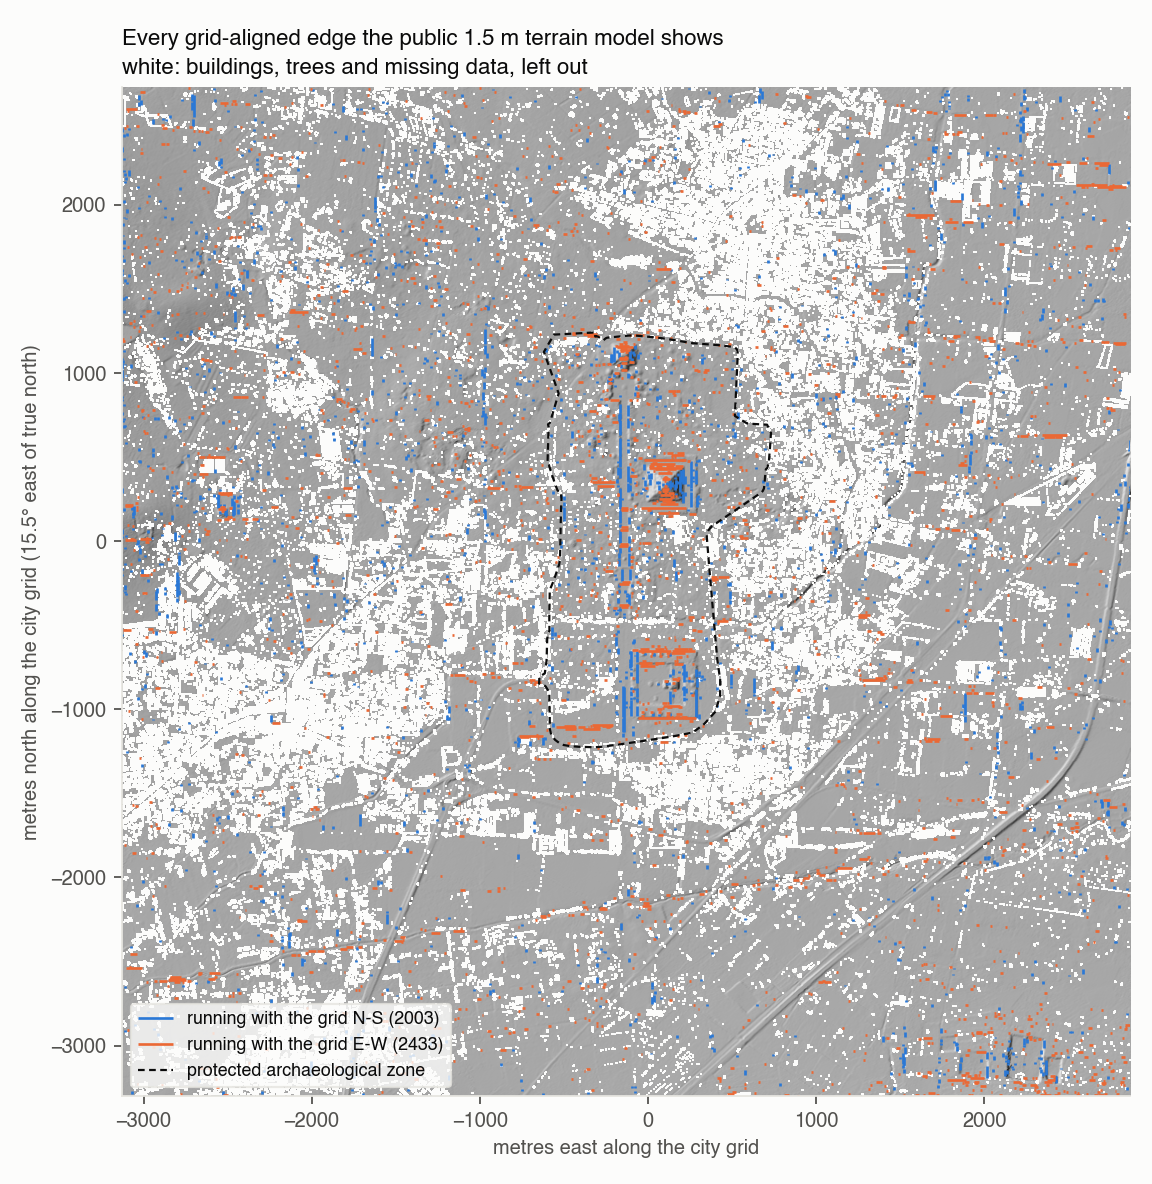 Every grid-aligned edge the public 1.5 m terrain model shows
white: buildings, trees and missing data, left out
metres north along the city grid (15.5° east of true north)
2000
1000
0
−1000
−2000
−3000
running with the grid N-S (2003)
running with the grid E-W (2433)
protected archaeological zone
−3000
−2000
−1000
0
1000
2000
metres east along the city grid